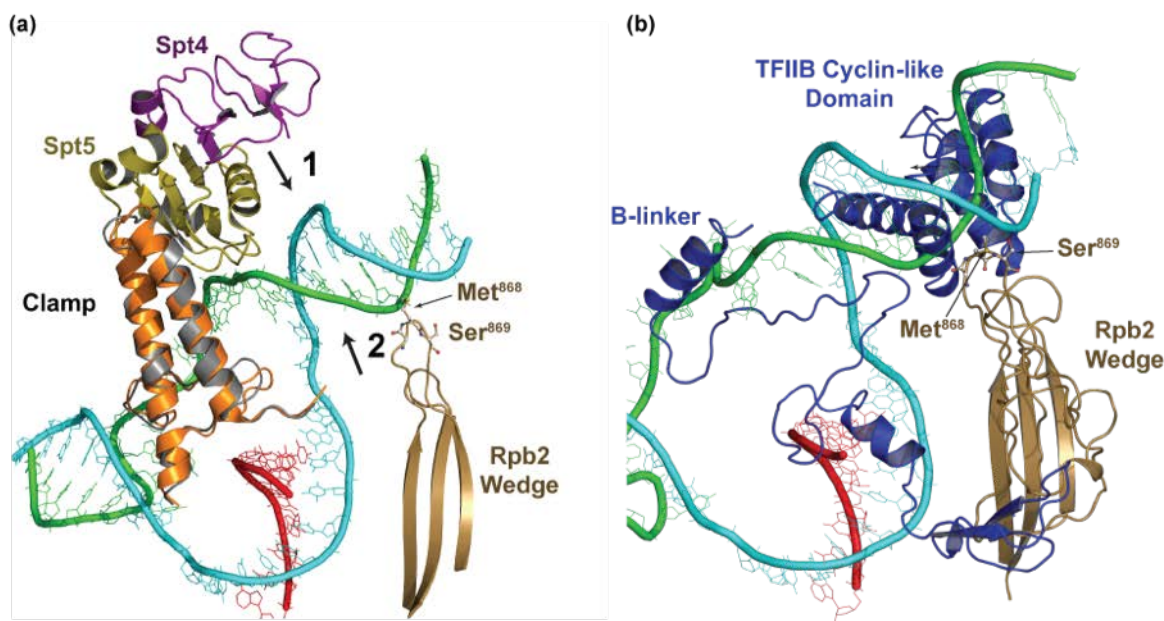 (a)
Spt4
Spt5
1
Clamp
Met868
2
Ser869
Rpb2
Wedge
(b)
TFIIB Cyclin-like
Domain
B-linker
Ser869
Met868
Rpb2
Wedge